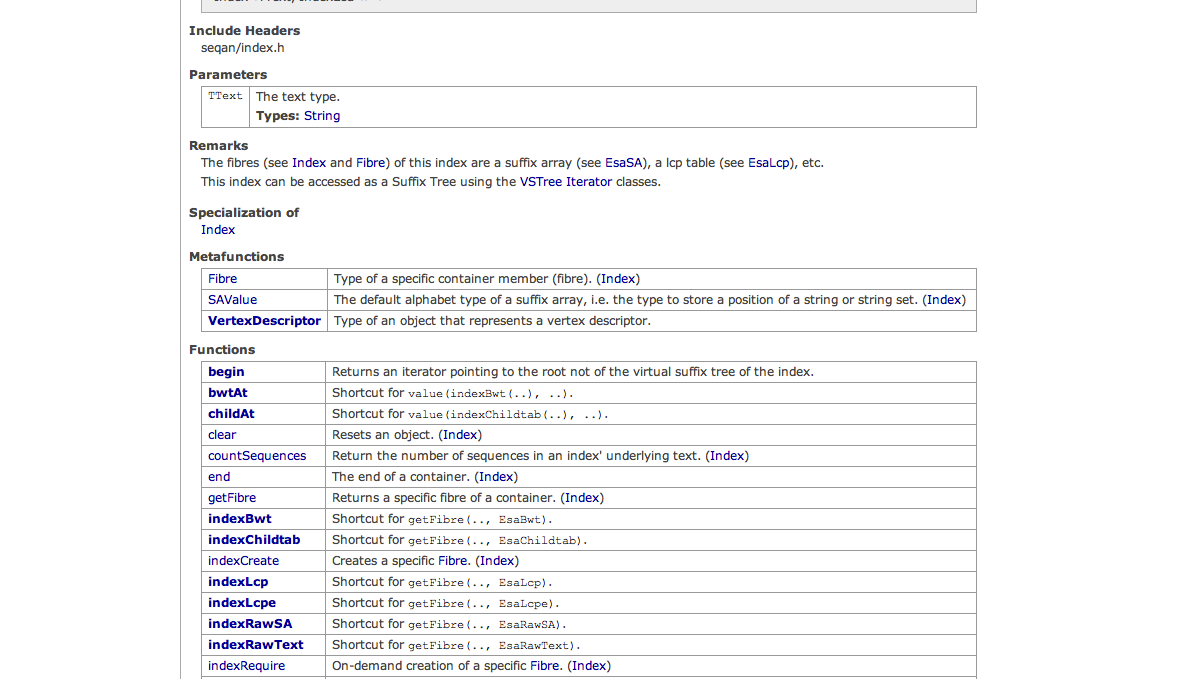 Include Headers
seqan/index.h
Parameters
TText The text type.
Types: String
Remarks
The fibres (see Index and Fibre) of this index are a suffix array (see EsaSA), a lcp table (see EsaLcp), etc.
This index can be accessed as a Suffix Tree using the VSTree Iterator classes.
Specialization of
Index
Metafunctions
Fibre Type of a specific container member (fibre). (Index)
SAValue The default alphabet type of a suffix array, i.e. the type to store a position of a string or string set. (Index)
VertexDescriptor Type of an object that represents a vertex descriptor.
Functions
begin Returns an iterator pointing to the root not of the virtual suffix tree of the index.
bwtAt Shortcut for value(indexBwt(..), ..).
childAt Shortcut for value(indexChildtab(..), ..).
clear Resets an object. (Index)
countSequences Return the number of sequences in an index' underlying text. (Index)
end The end of a container. (Index)
getFibre Returns a specific fibre of a container. (Index)
indexBwt Shortcut for getFibre(.., EsaBwt).
indexChildtab Shortcut for getFibre(.., EsaChildtab).
indexCreate Creates a specific Fibre. (Index)
indexLcp Shortcut for getFibre(.., EsaLcp).
indexLcpe Shortcut for getFibre(.., EsaLcpe).
indexRawSA Shortcut for getFibre(.., EsaRawSA).
indexRawText Shortcut for getFibre(.., EsaRawText).
indexRequire On-demand creation of a specific Fibre. (Index)